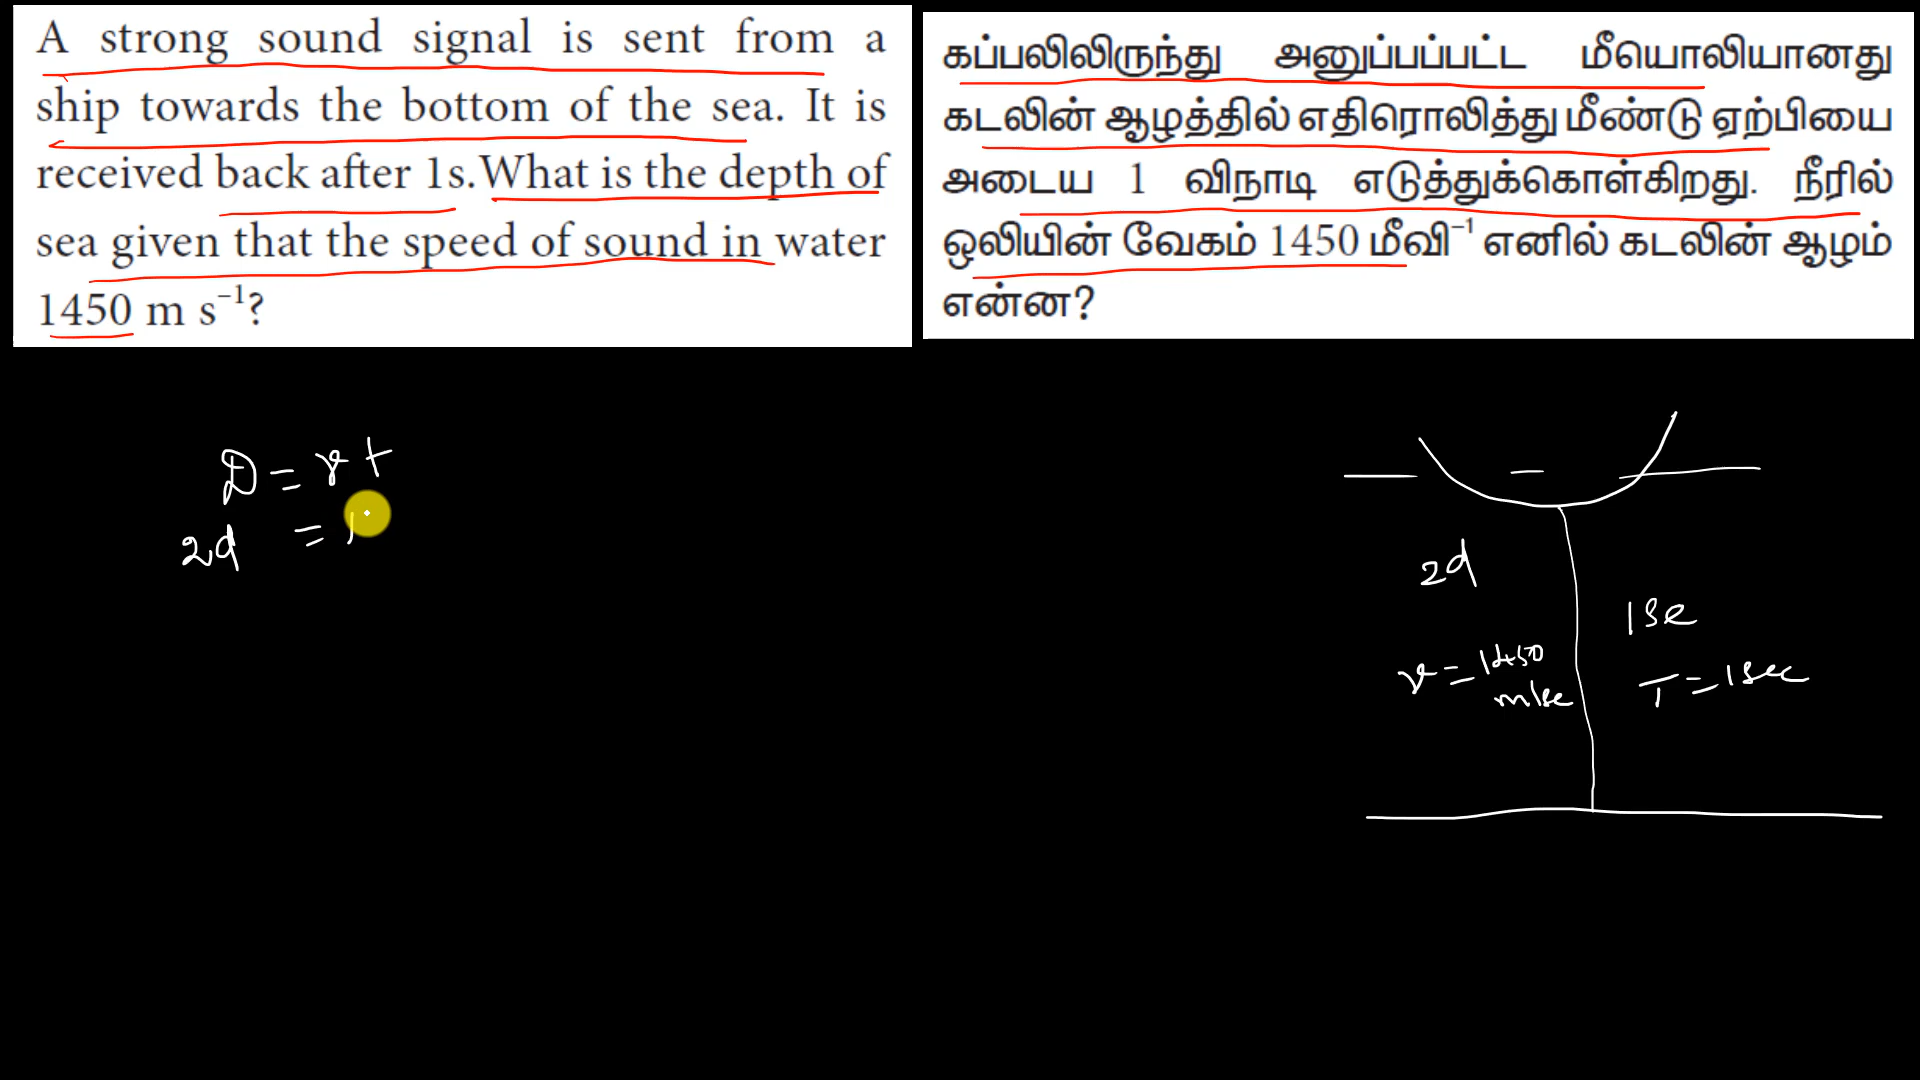 A strong sound signal is sent from a
ship towards the bottom of the sea. It is
received back after 1s.What is the depth of
sea given that the speed of sound in water
1450 m s⁻¹?
கப்பலிலிருந்து அனுப்பப்பட்ட மீயொலியானது
கடலின் ஆழத்தில் எதிரொலித்து மீண்டு ஏற்பியை
அடைய 1 விநாடி எடுத்துக்கொள்கிறது. நீரில்
ஒலியின் வேகம் 1450 மீவி⁻¹ எனில் கடலின் ஆழம்
என்ன?
D = v t
2d = 1
2d
1 se
v = 1450
m/se
T = 1 sec